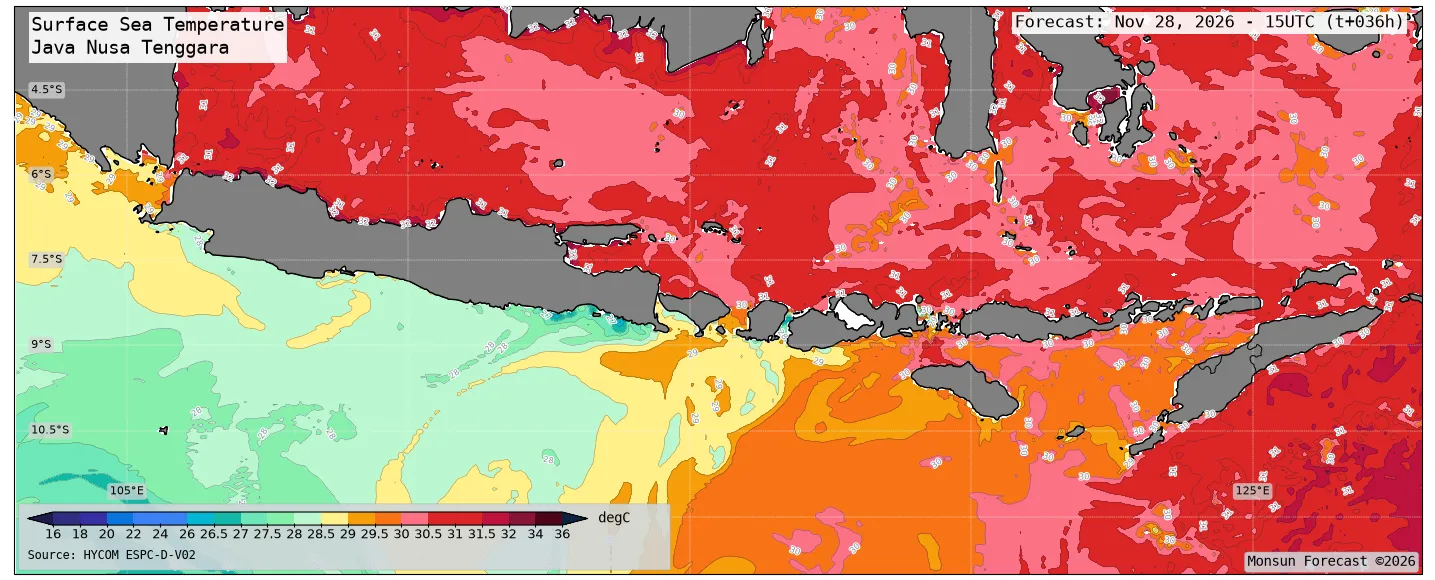 Surface Sea Temperature
Java Nusa Tenggara
Forecast: Nov 28, 2026 - 15UTC (t+036h)
4.5°S
6°S
7.5°S
9°S
10.5°S
105°E
125°E
16 18 20 22 24 26 26.5 27 27.5 28 28.5 29 29.5 30 30.5 31 31.5 32 34 36
degC
Source: HYCOM ESPC-D-V02
Monsun Forecast ©2026